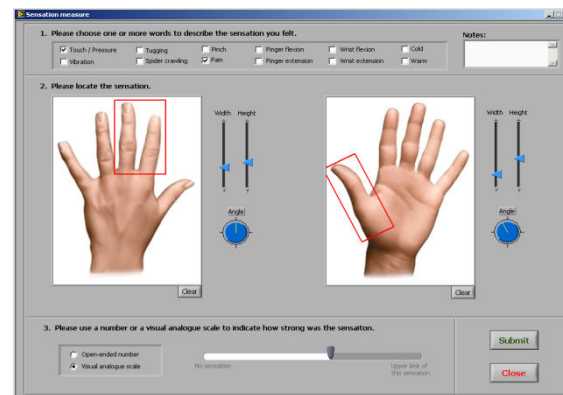 Sensation measure
1. Please choose one or more words to describe the sensation you felt.
Notes:
Touch / Pressure Tugging Pinch Finger flexion Wrist flexion Cold
Vibration Spider crawling Pain Finger extension Wrist extension Warm
2. Please locate the sensation.
Width Height
Width Height
Angle
Angle
Clear
Clear
3. Please use a number or a visual analogue scale to indicate how strong was the sensaiton.
Open-ended number
Visual analogue scale
No sensation
Upper limit of
the sensation
Submit
Close